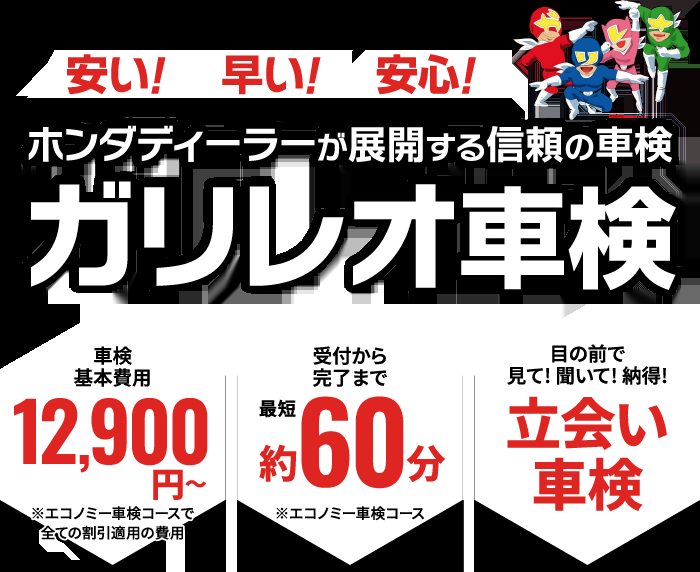 安い! 早い! 安心!
ホンダディーラーが展開する信頼の車検
ガリレオ車検
車検
基本費用
12,900
円~
※エコノミー車検コースで
全ての割引適用の費用
受付から
完了まで
最短
約60分
※エコノミー車検コース
目の前で
見て!聞いて!納得!
立会い
車検